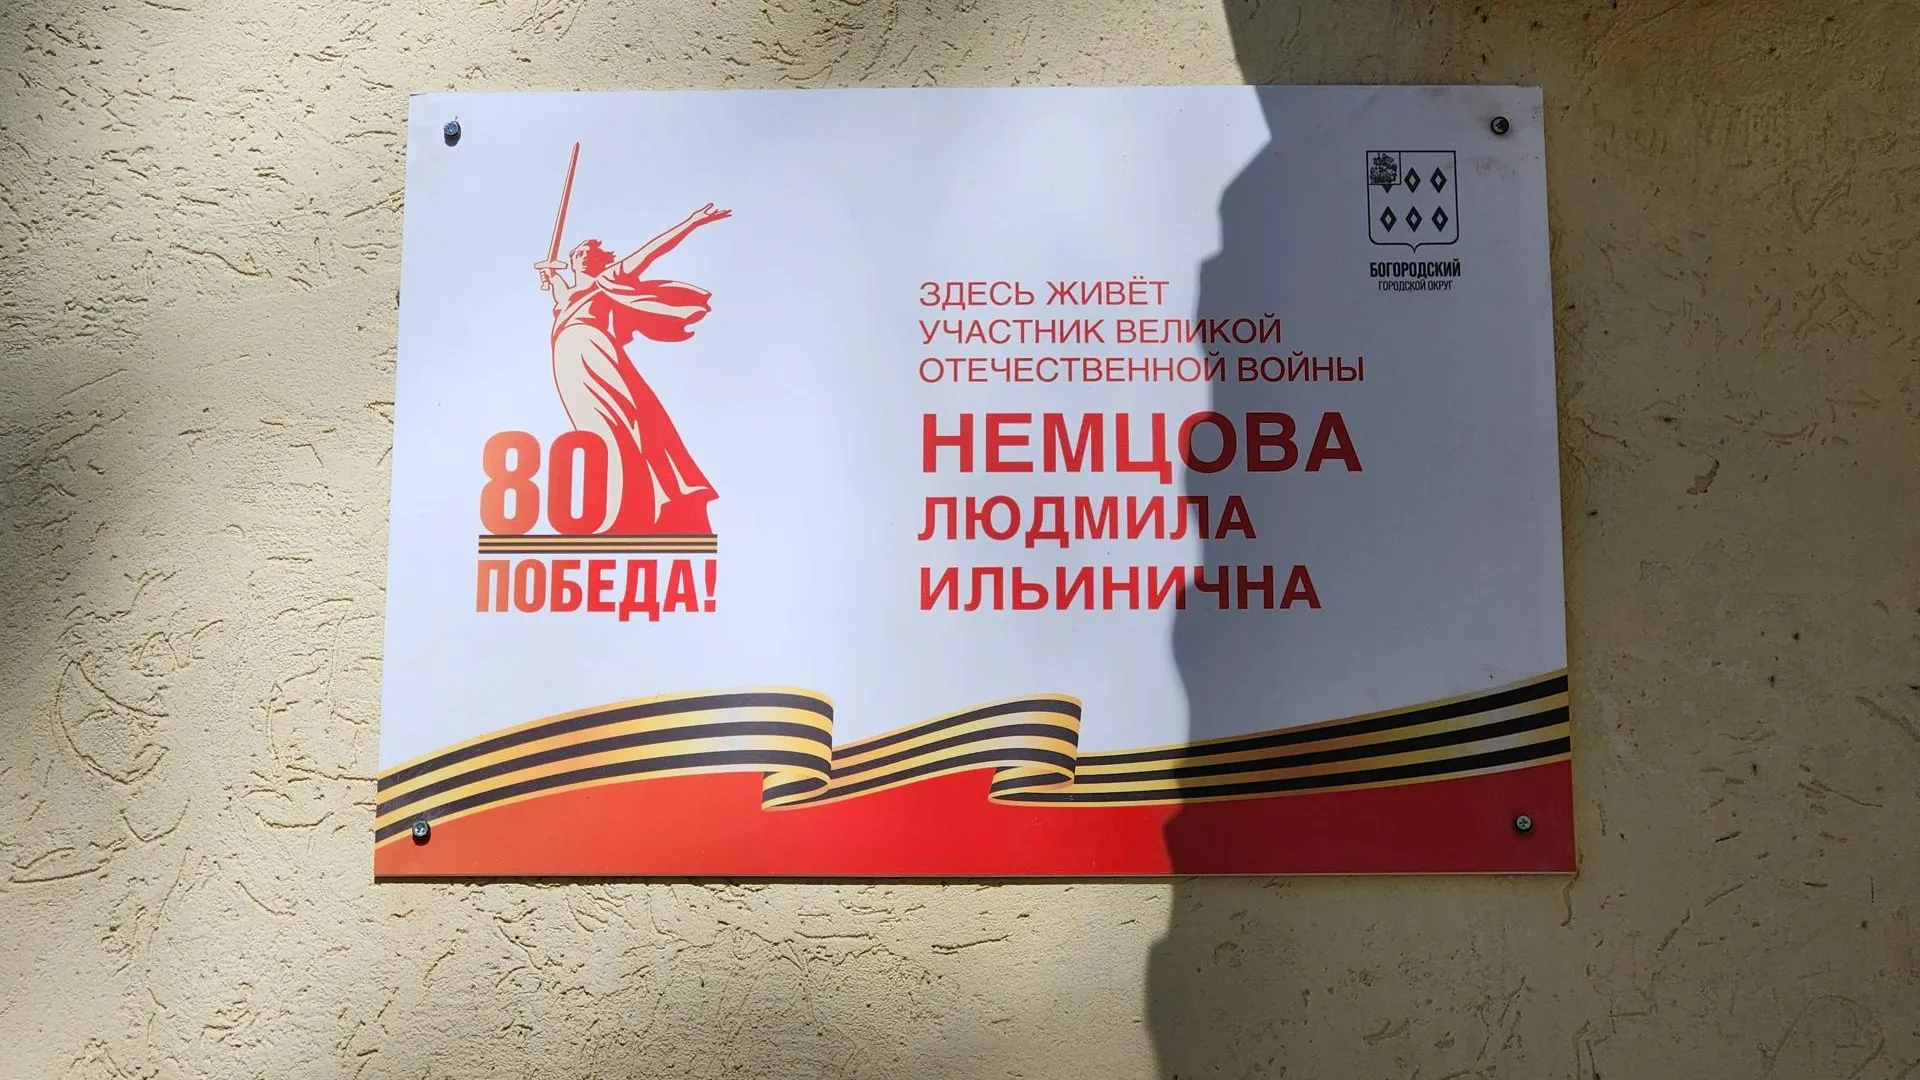 80
ПОБЕДА!
ЗДЕСЬ ЖИВЁТ
УЧАСТНИК ВЕЛИКОЙ
ОТЕЧЕСТВЕННОЙ ВОЙНЫ
НЕМЦОВА
ЛЮДМИЛА
ИЛЬИНИЧНА
БОГОРОДСКИЙ
ГОРОДСКОЙ ОКРУГ